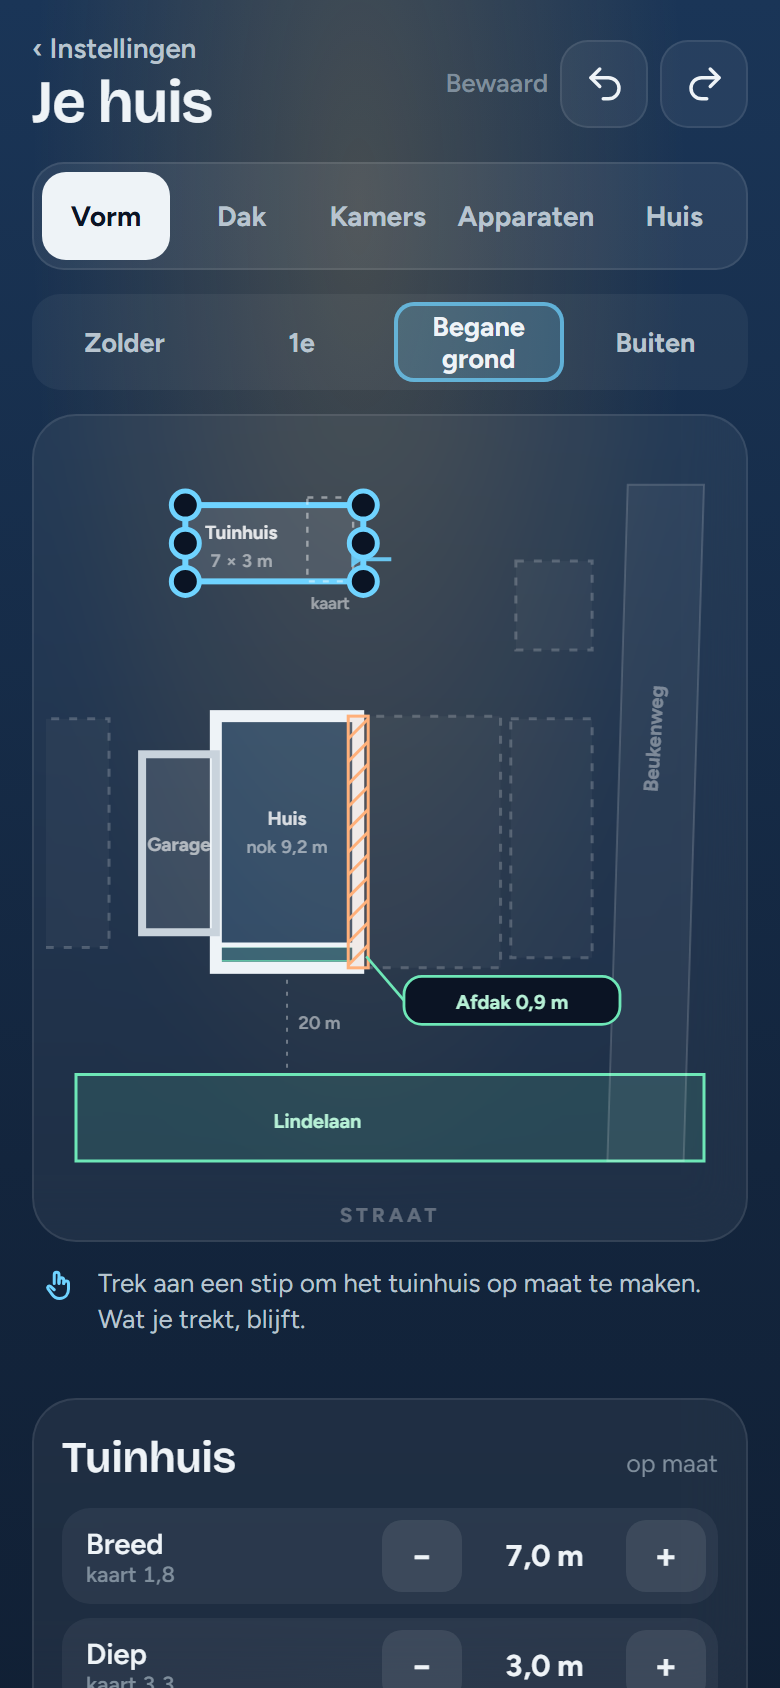 ‹ Instellingen
Je huis
Bewaard
Vorm
Dak
Kamers
Apparaten
Huis
Zolder
1e
Begane
grond
Buiten
Tuinhuis
7 × 3 m
kaart
Beukenweg
Huis
nok 9,2 m
Garage
Afdak 0,9 m
20 m
Lindelaan
STRAAT
Trek aan een stip om het tuinhuis op maat te maken.
Wat je trekt, blijft.
Tuinhuis
op maat
Breed
kaart 1,8
−
7,0 m
+
Diep
kaart 3,3
−
3,0 m
+